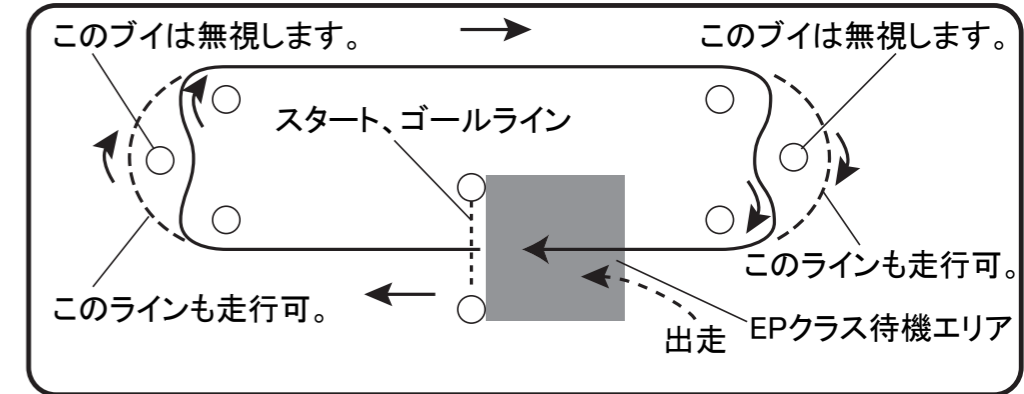 このブイは無視します。
このブイは無視します。
スタート、ゴールライン
このラインも走行可。
このラインも走行可。
EPクラス待機エリア
出走